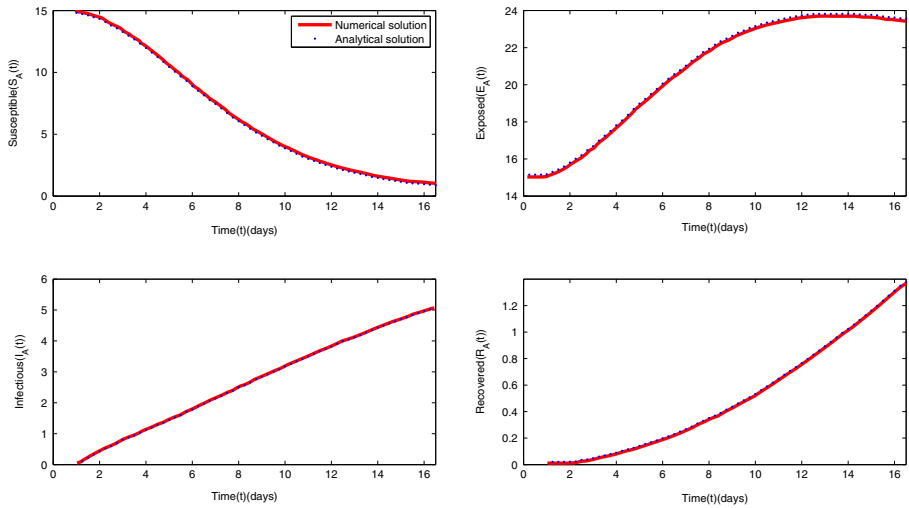 15
10
5
0
0 2 4 6 8 10 12 14 16
Time(t)(days)
Susceptible(S_A(t))
Numerical solution
Analytical solution
24
22
20
18
16
14
0 2 4 6 8 10 12 14 16
Time(t)(days)
Exposed(E_A(t))
6
5
4
3
2
1
0
0 2 4 6 8 10 12 14 16
Time(t)(days)
Infectious(I_A(t))
1.2
1
0.8
0.6
0.4
0.2
0
0 2 4 6 8 10 12 14 16
Time(t)(days)
Recovered(R_A(t))